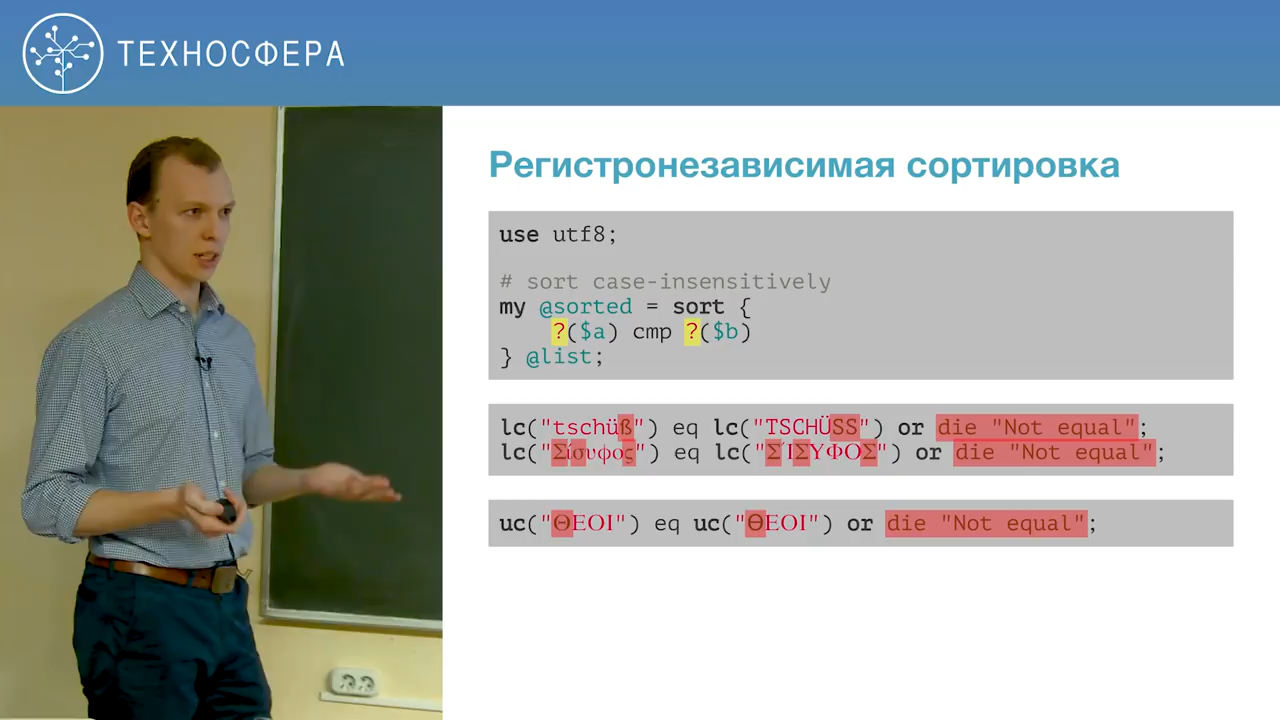 ТЕХНОСФЕРА
Регистронезависимая сортировка
use utf8;
# sort case-insensitively
my @sorted = sort {
?($a) cmp ?($b)
} @list;
lc("tschüß") eq lc("TSCHÜSS") or die "Not equal";
lc("Σίσυφος") eq lc("ΣΊΣΥΦΟΣ") or die "Not equal";
uc("ΘΕΟΙ") eq uc("ϴΕΟΙ") or die "Not equal";